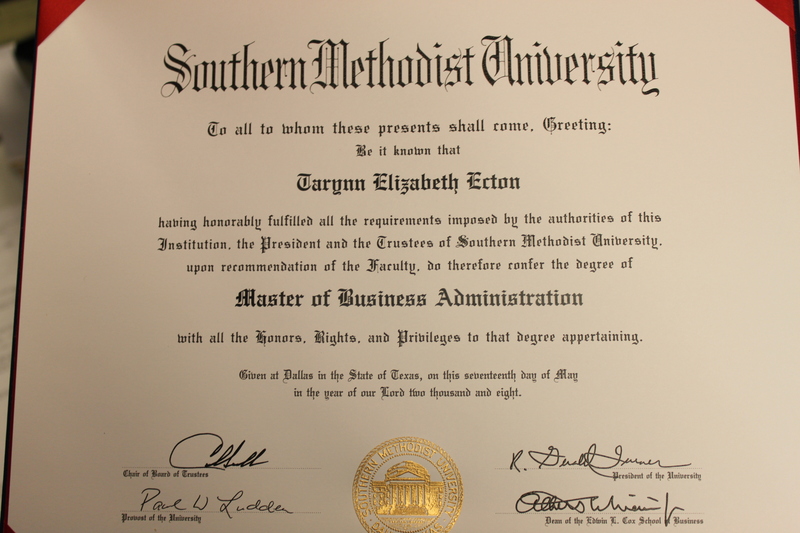 Southern Methodist University
To all to whom these presents shall come, Greeting:
Be it known that
Tarynn Elizabeth Ecton
having honorably fulfilled all the requirements imposed by the authorities of this
Institution, the President and the Trustees of Southern Methodist University,
upon recommendation of the Faculty, do therefore confer the degree of
Master of Business Administration
with all the Honors, Rights, and Privileges to that degree appertaining.
Given at Dallas in the State of Texas, on this seventeenth day of May
in the year of our Lord two thousand and eight.
Chair of Board of Trustees
R. Gerald Turner
President of the University
Paul W Ludden
Provost of the University
SOUTHERN METHODIST UNIVERSITY
Dean of the Edwin L. Cox School of Business